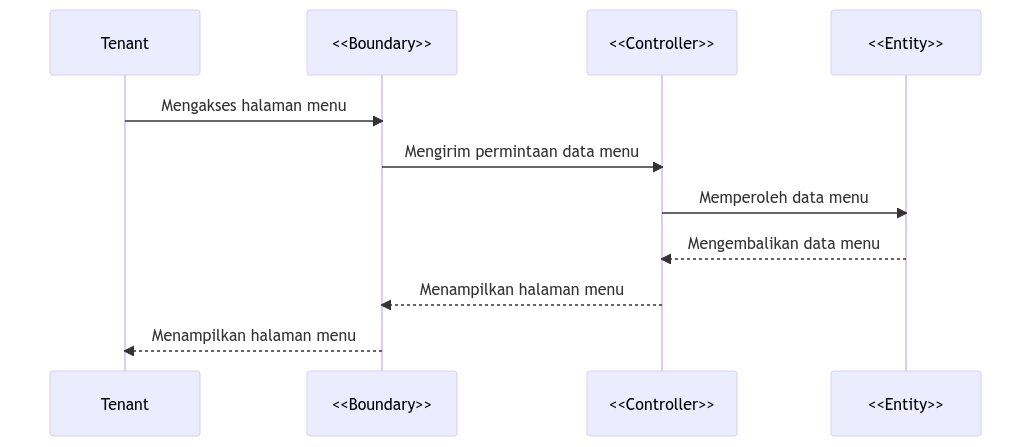 Tenant
<<Boundary>>
<<Controller>>
<<Entity>>
Mengakses halaman menu
Mengirim permintaan data menu
Memperoleh data menu
Mengembalikan data menu
Menampilkan halaman menu
Menampilkan halaman menu
Tenant
<<Boundary>>
<<Controller>>
<<Entity>>